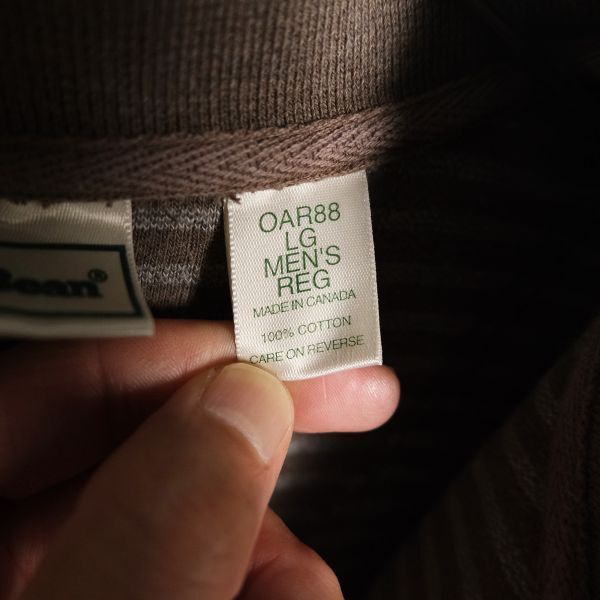 Bean®
OAR88
LG
MEN'S
REG
MADE IN CANADA
100% COTTON
CARE ON REVERSE